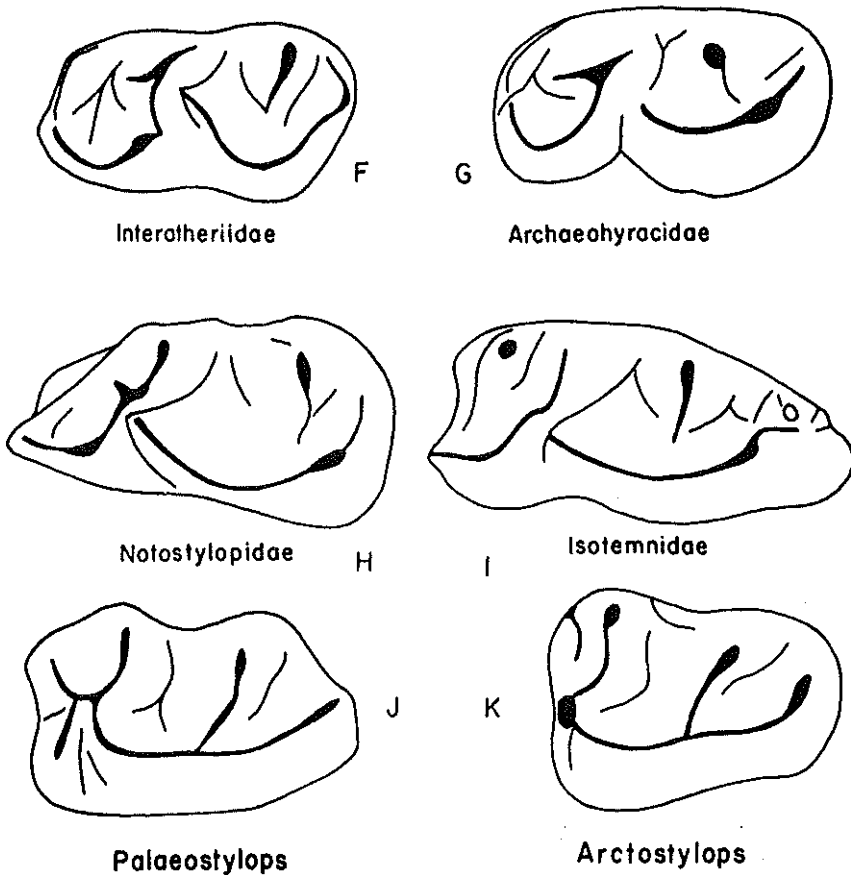 F
G
Interatheriidae
Archaeohyracidae
Notostylopidae
H
I
Isotemnidae
J
K
Palaeostylops
Arctostylops